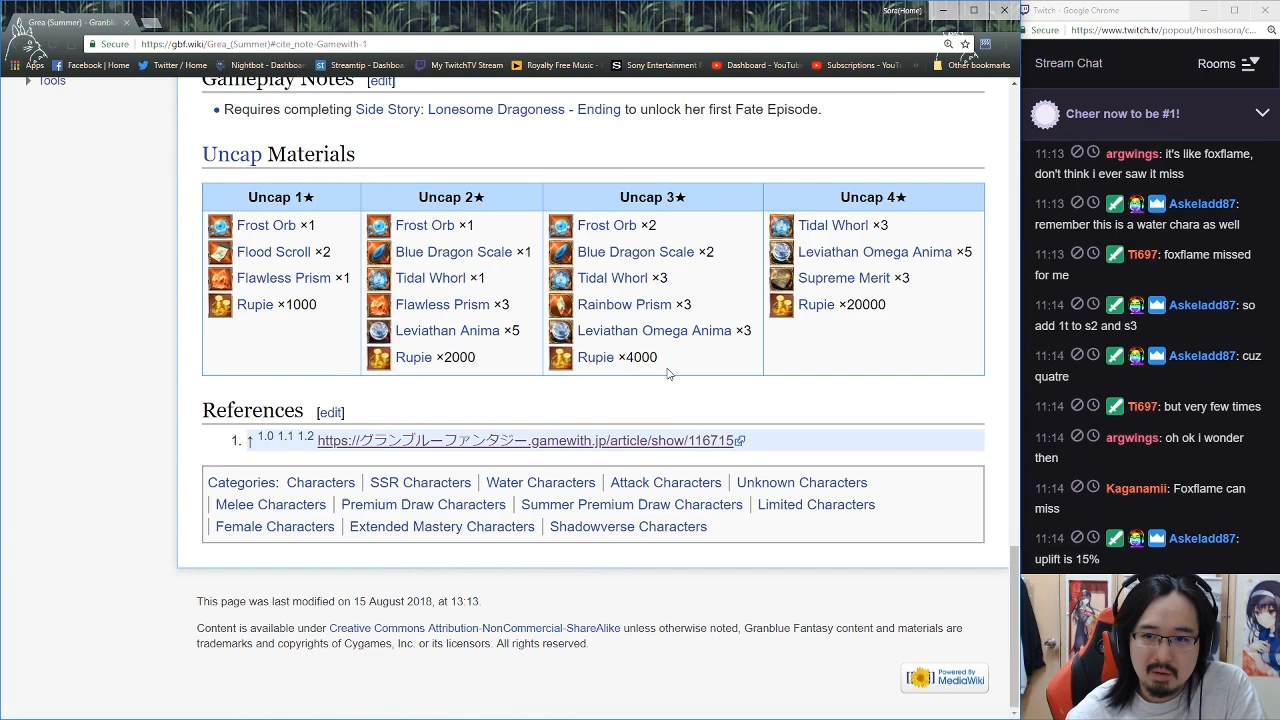 Grea (Summer) - Granbl
Sora(Home)
Secure
https://gbf.wiki/Grea_(Summer)#cite_note-Gamewith-1
Apps
Facebook | Home
Twitter / Home
Nightbot - Dashboa
Streamtip - Dashboa
My TwitchTV Stream
Royalty Free Music -
Sony Entertainment
Dashboard - YouTub
Subscriptions - YouT
»
Other bookmarks
Tools
Gameplay Notes [edit]
• Requires completing Side Story: Lonesome Dragoness - Ending to unlock her first Fate Episode.
Uncap Materials
Uncap 1★ Uncap 2★ Uncap 3★ Uncap 4★
Frost Orb ×1 Frost Orb ×1 Frost Orb ×2 Tidal Whorl ×3
Flood Scroll ×2 Blue Dragon Scale ×1 Blue Dragon Scale ×2 Leviathan Omega Anima ×5
Flawless Prism ×1 Tidal Whorl ×1 Tidal Whorl ×3 Supreme Merit ×3
Rupie ×1000 Flawless Prism ×3 Rainbow Prism ×3 Rupie ×20000
Leviathan Anima ×5 Leviathan Omega Anima ×3
Rupie ×2000 Rupie ×4000
References [edit]
1. ↑ 1.0 1.1 1.2 https://グランブルーファンタジー.gamewith.jp/article/show/116715
Categories: Characters | SSR Characters | Water Characters | Attack Characters | Unknown Characters
| Melee Characters | Premium Draw Characters | Summer Premium Draw Characters | Limited Characters
| Female Characters | Extended Mastery Characters | Shadowverse Characters
This page was last modified on 15 August 2018, at 13:13.
Content is available under Creative Commons Attribution-NonCommercial-ShareAlike unless otherwise noted, Granblue Fantasy content and materials are
trademarks and copyrights of Cygames, Inc. or its licensors. All rights reserved.
Powered By
MediaWiki
Twitch - Google Chrome
Secure
https://www.twitch.tv/popout/hiroshisora/c...
Stream Chat
Rooms
Cheer now to be #1!
11:13 argwings: it's like foxflame,
don't think i ever saw it miss
11:13 Askeladd87:
remember this is a water chara as well
11:13 Ti697: foxflame missed
for me
11:14 Askeladd87: so
add 1t to s2 and s3
11:14 Askeladd87: cuz
quatre
11:14 Ti697: but very few times
11:14 argwings: oh ok i wonder
then
11:14 Kaganamii: Foxflame can
miss
11:14 Askeladd87:
uplift is 15%